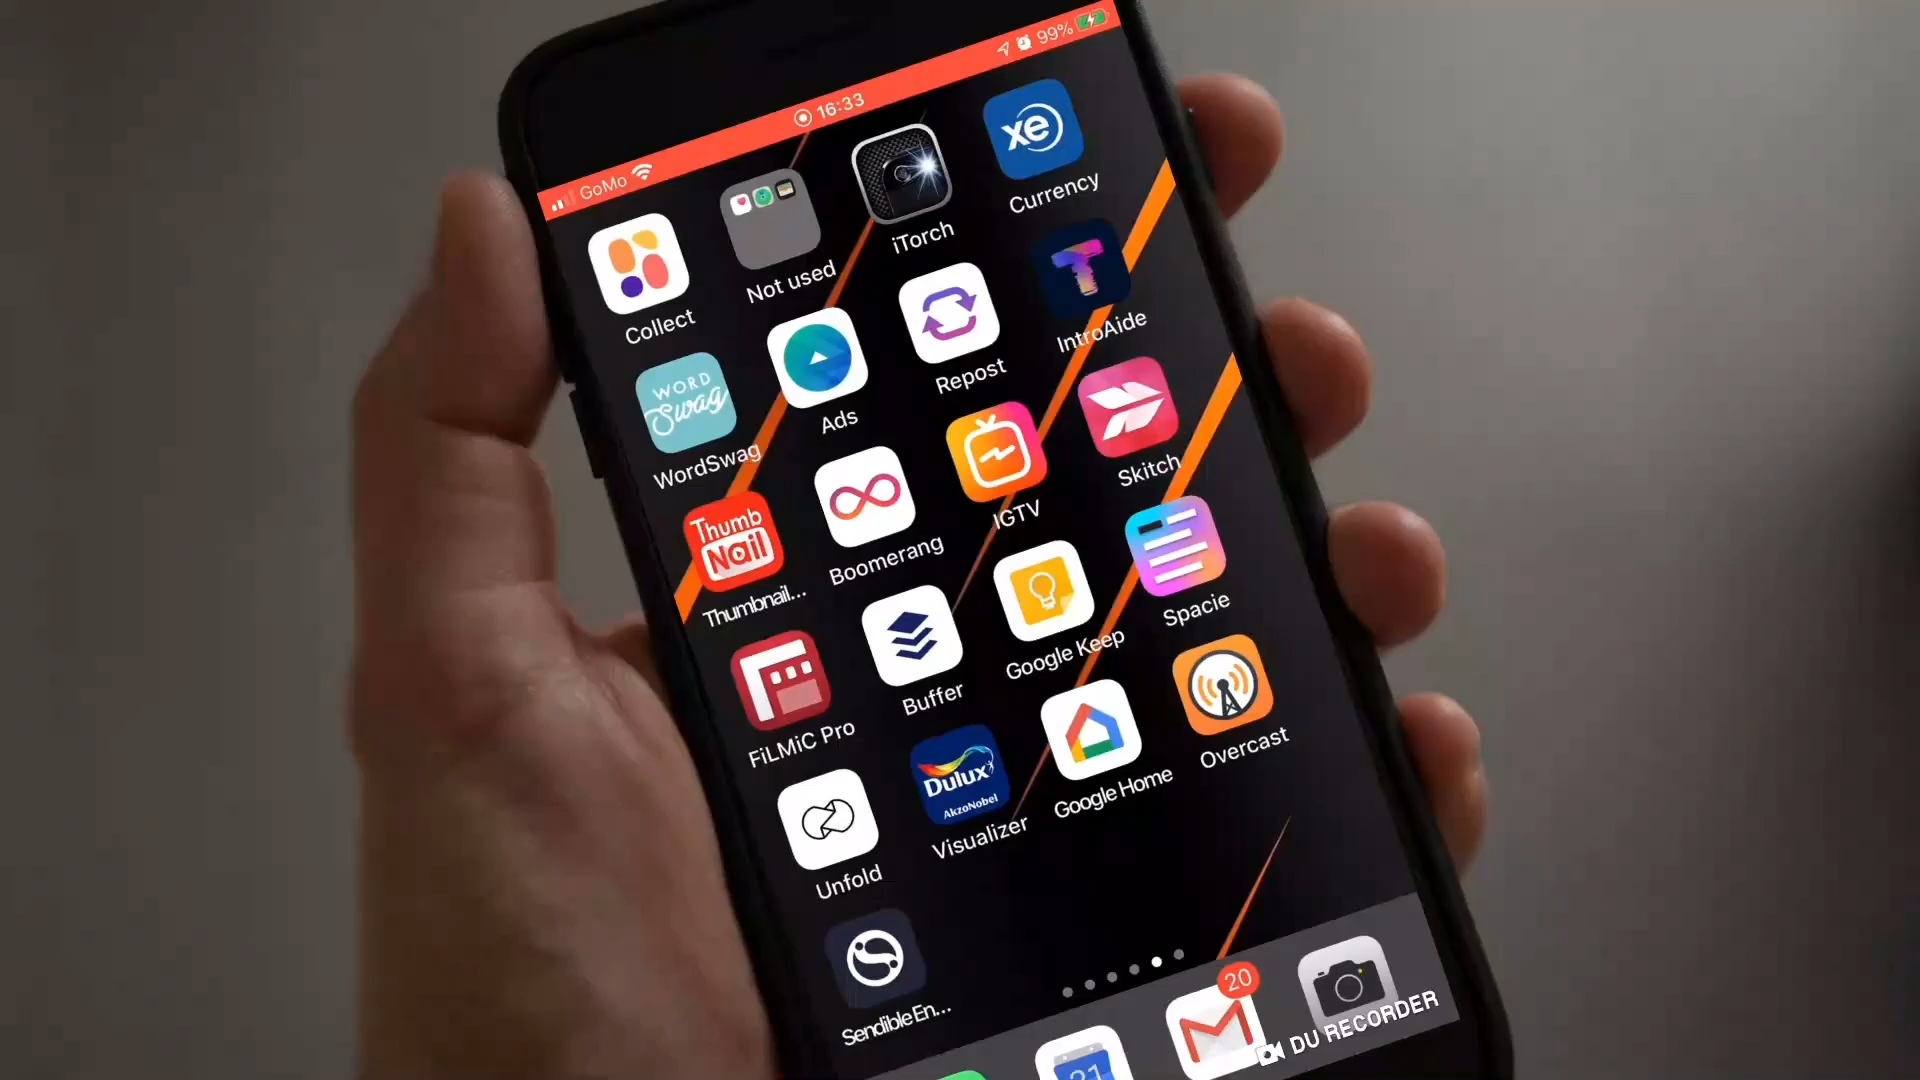 GoMo
16:33
99%
Collect
Not used
iTorch
xe
Currency
WORD
Swag
WordSwag
Ads
Repost
IntroAide
Thumb
Nail
Thumbnail...
Boomerang
IGTV
Skitch
FiLMiC Pro
Buffer
Google Keep
Spacie
Unfold
Dulux
AkzoNobel
Visualizer
Google Home
Overcast
Sendible En...
31
20
DU RECORDER